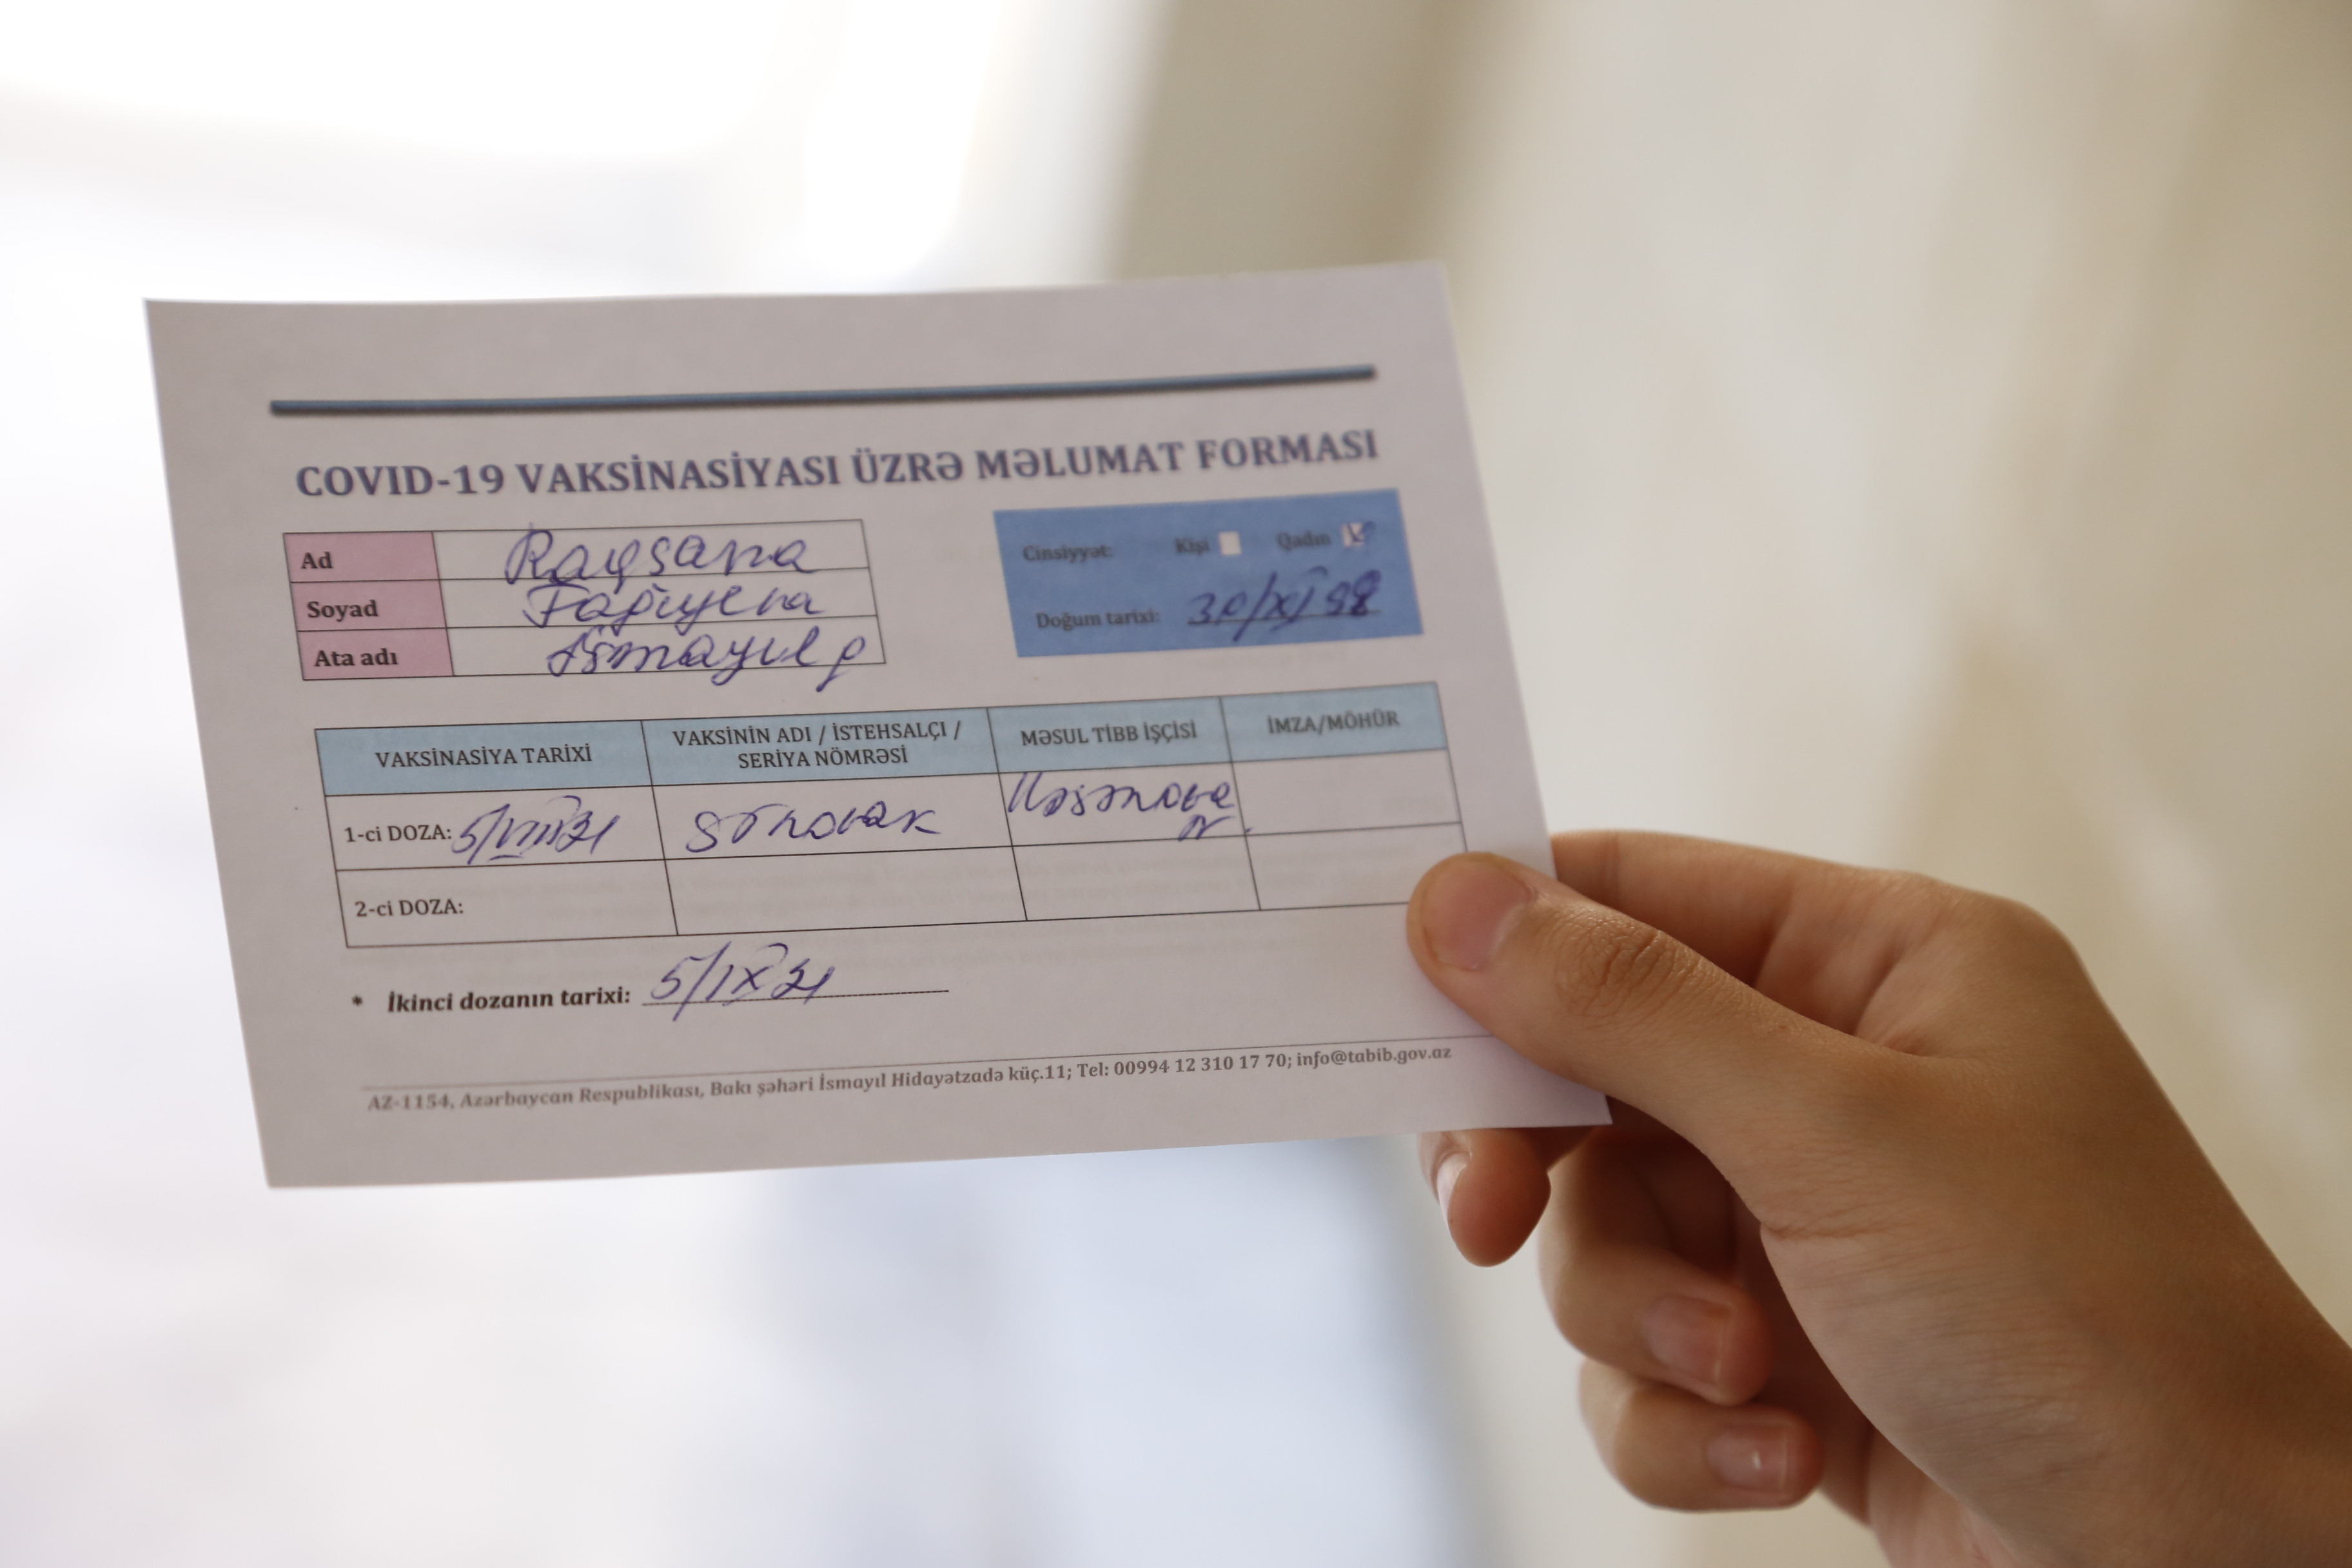 COVID-19 VAKSİNASİYASI ÜZRƏ MƏLUMAT FORMASI
Ad Rayşana
Soyad Tağıyeva
Ata adı İsmayıl q
Cinsiyyət: Kişi Qadın
Doğum tarixi: 30/XI 98
VAKSİNASİYA TARİXİ VAKSİNİN ADI / İSTEHSALÇI / SERİYA NÖMRƏSİ MƏSUL TİBB İŞÇİSİ İMZA/MÖHÜR
1-ci DOZA: 5/VIII 21 Həsənova
2-ci DOZA:
* İkinci dozanın tarixi: 5/IX 21
AZ-1154, Azərbaycan Respublikası, Bakı şəhəri İsmayıl Hidayətzadə küç.11; Tel: 00994 12 310 17 70; info@tabib.gov.az